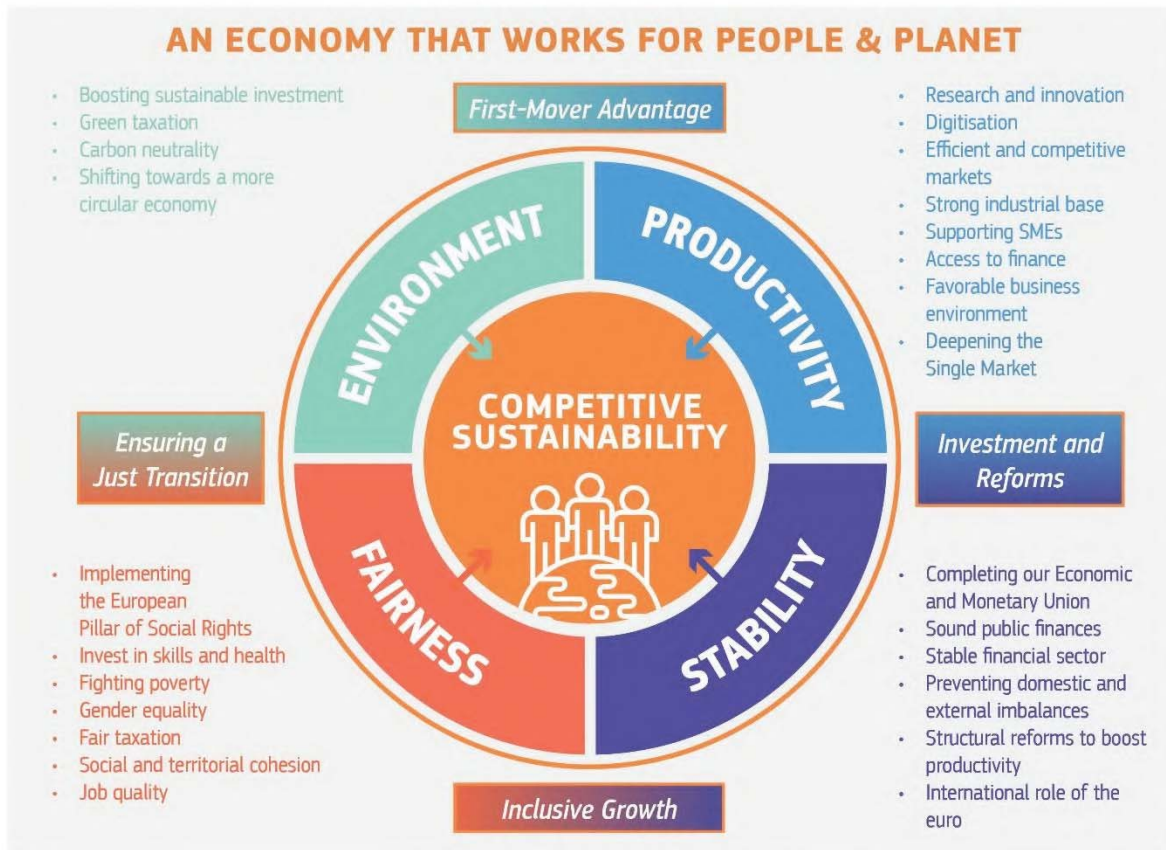 AN ECONOMY THAT WORKS FOR PEOPLE & PLANET
• Boosting sustainable investment
• Green taxation
• Carbon neutrality
• Shifting towards a more
circular economy
First-Mover Advantage
• Research and innovation
• Digitisation
• Efficient and competitive
markets
• Strong industrial base
• Supporting SMEs
• Access to finance
• Favorable business
environment
• Deepening the
Single Market
ENVIRONMENT
PRODUCTIVITY
COMPETITIVE
SUSTAINABILITY
Ensuring a
Just Transition
Investment and
Reforms
FAIRNESS
STABILITY
• Implementing
the European
Pillar of Social Rights
• Invest in skills and health
• Fighting poverty
• Gender equality
• Fair taxation
• Social and territorial cohesion
• Job quality
• Completing our Economic
and Monetary Union
• Sound public finances
• Stable financial sector
• Preventing domestic and
external imbalances
• Structural reforms to boost
productivity
• International role of the
euro
Inclusive Growth